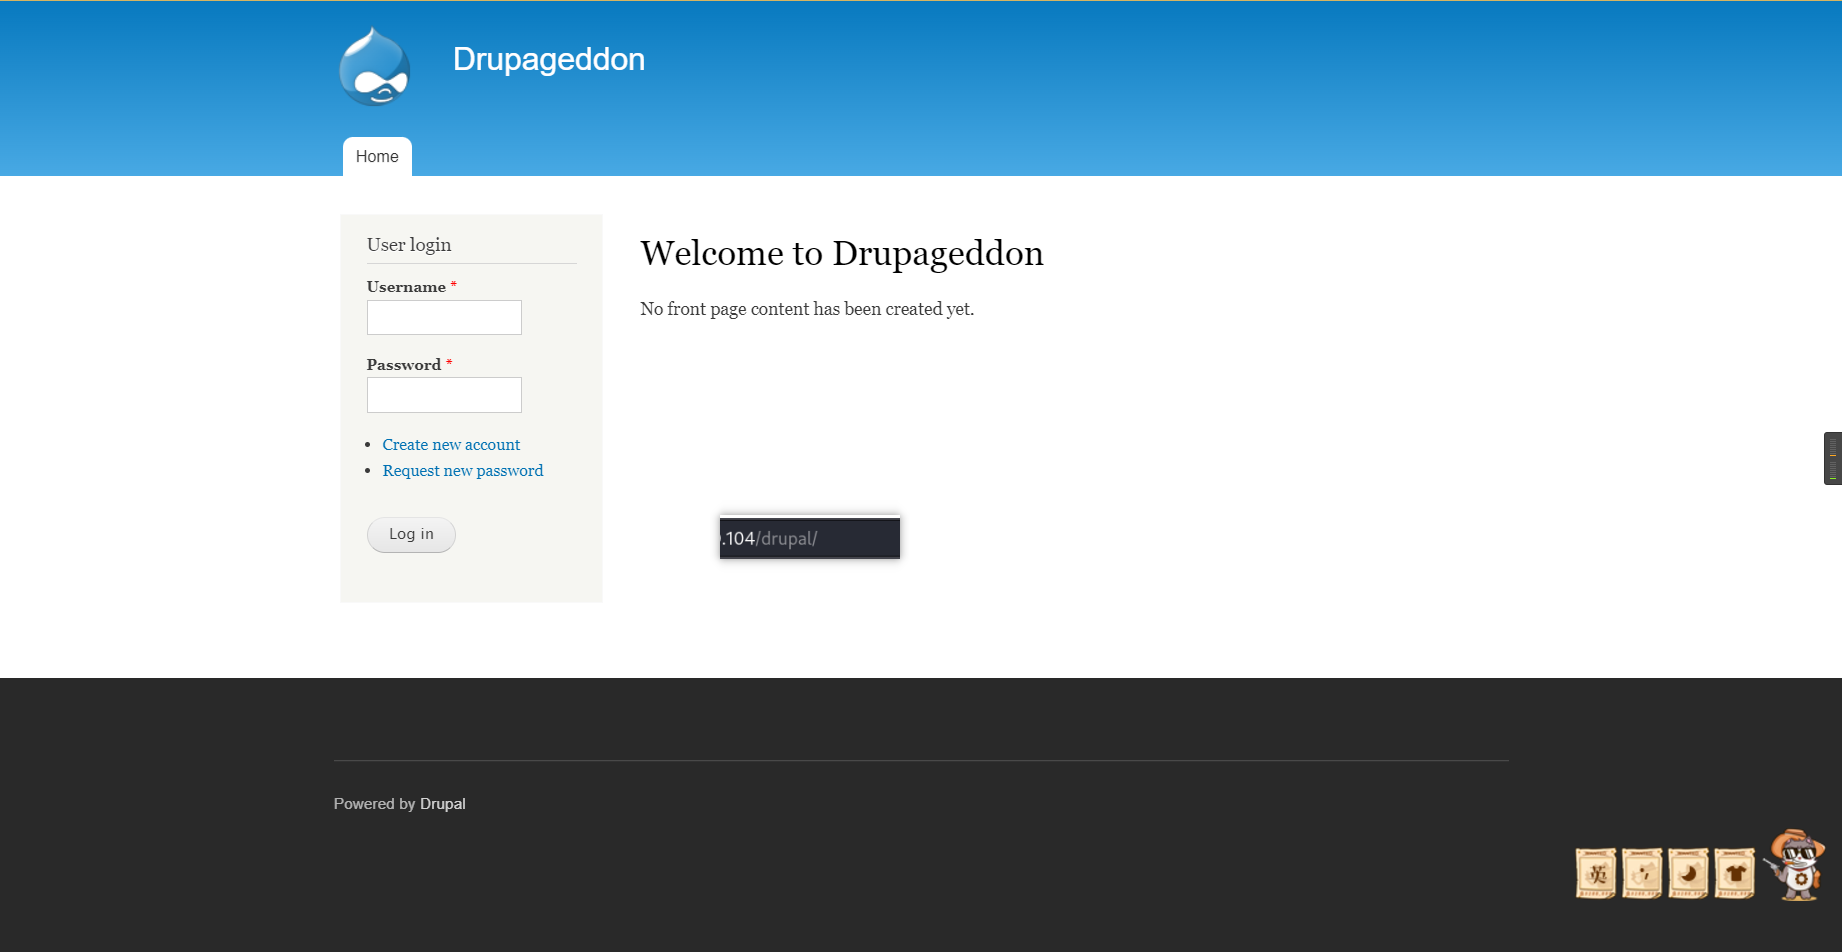 Drupageddon
Home
User login
Username *
Password *
Create new account
Request new password
Log in
Welcome to Drupageddon
No front page content has been created yet.
.104/drupal/
Powered by Drupal
英